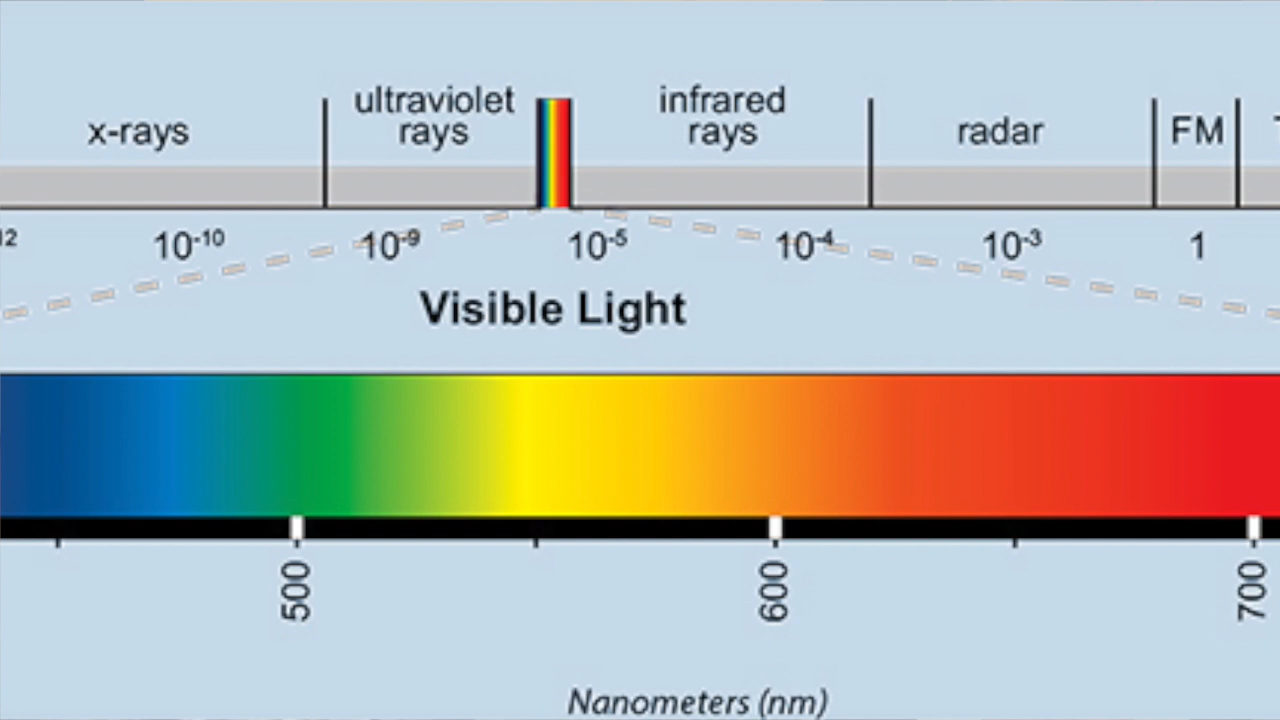 ultraviolet infrared
x-rays rays rays radar FM
12 10-10 10-9 10-5 10-4 10-3 1
Visible Light
500 600 700
Nanometers (nm)